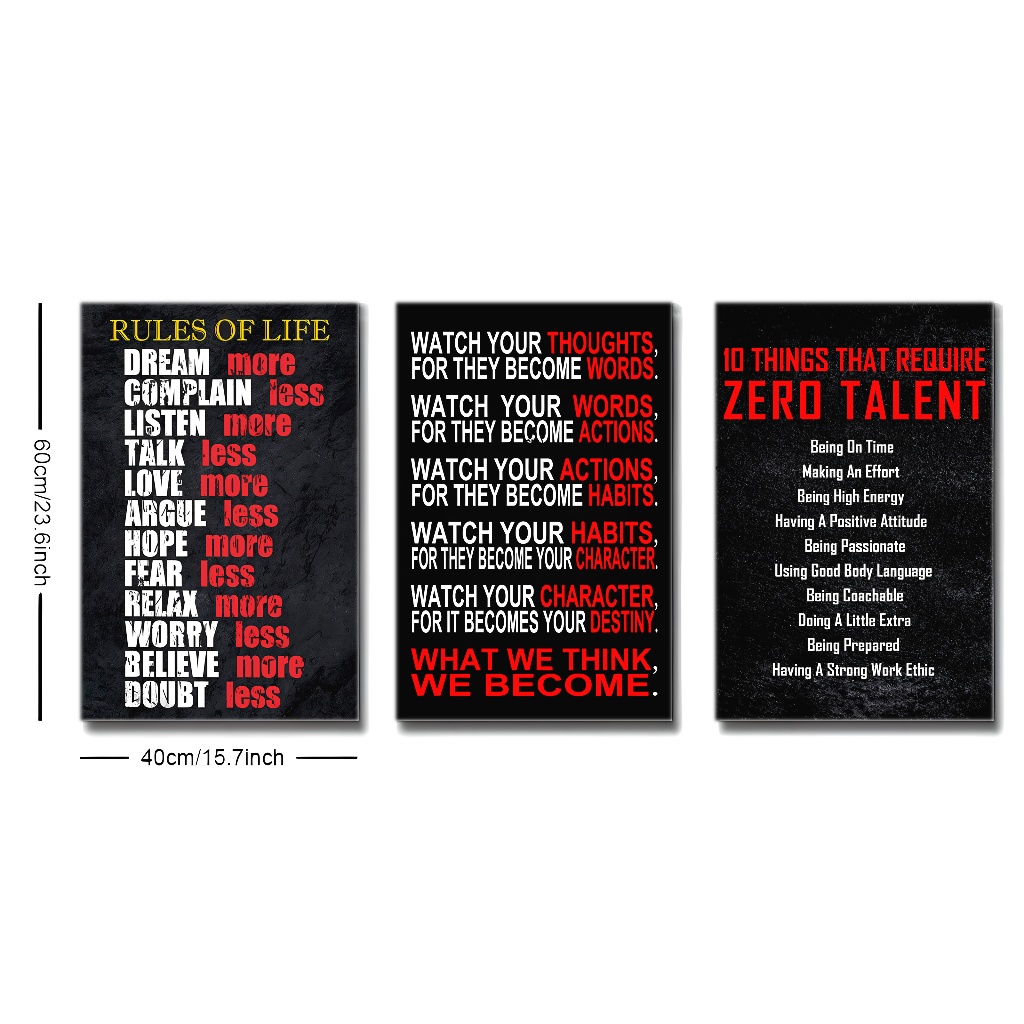 60cm/23.6inch
RULES OF LIFE
DREAM more
COMPLAIN less
LISTEN more
TALK less
LOVE more
ARGUE less
HOPE more
FEAR less
RELAX more
WORRY less
BELIEVE more
DOUBT less
40cm/15.7inch
WATCH YOUR THOUGHTS,
FOR THEY BECOME WORDS.
WATCH YOUR WORDS,
FOR THEY BECOME ACTIONS.
WATCH YOUR ACTIONS,
FOR THEY BECOME HABITS.
WATCH YOUR HABITS,
FOR THEY BECOME YOUR CHARACTER.
WATCH YOUR CHARACTER,
FOR IT BECOMES YOUR DESTINY.
WHAT WE THINK,
WE BECOME.
10 THINGS THAT REQUIRE
ZERO TALENT
Being On Time
Making An Effort
Being High Energy
Having A Positive Attitude
Being Passionate
Using Good Body Language
Being Coachable
Doing A Little Extra
Being Prepared
Having A Strong Work Ethic